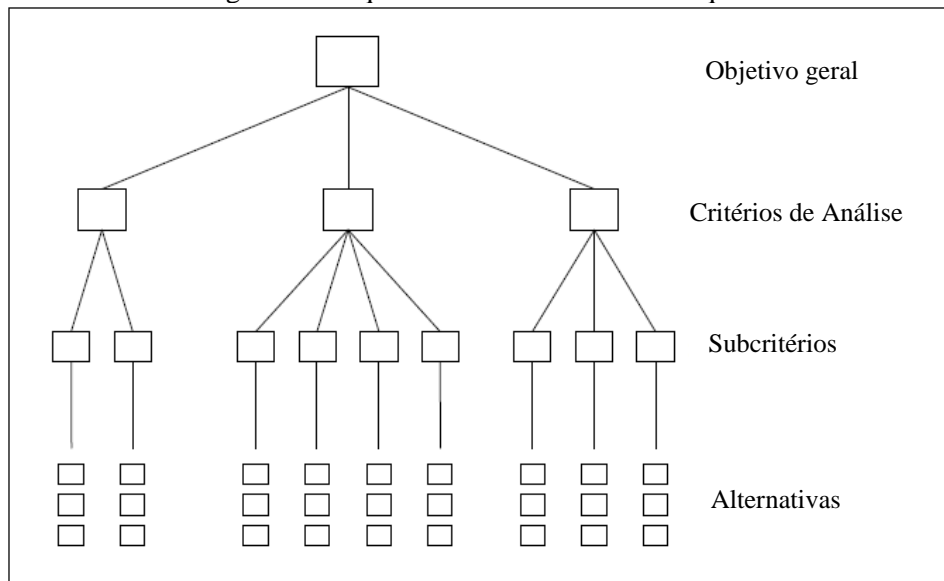 Objetivo geral
Critérios de Análise
Subcritérios
Alternativas